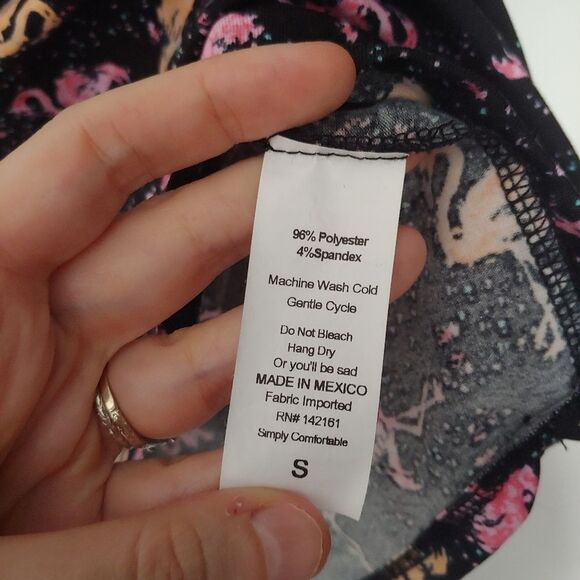 96% Polyester
4%Spandex
Machine Wash Cold
Gentle Cycle
Do Not Bleach
Hang Dry
Or you'll be sad
MADE IN MEXICO
Fabric Imported
RN# 142161
Simply Comfortable
S